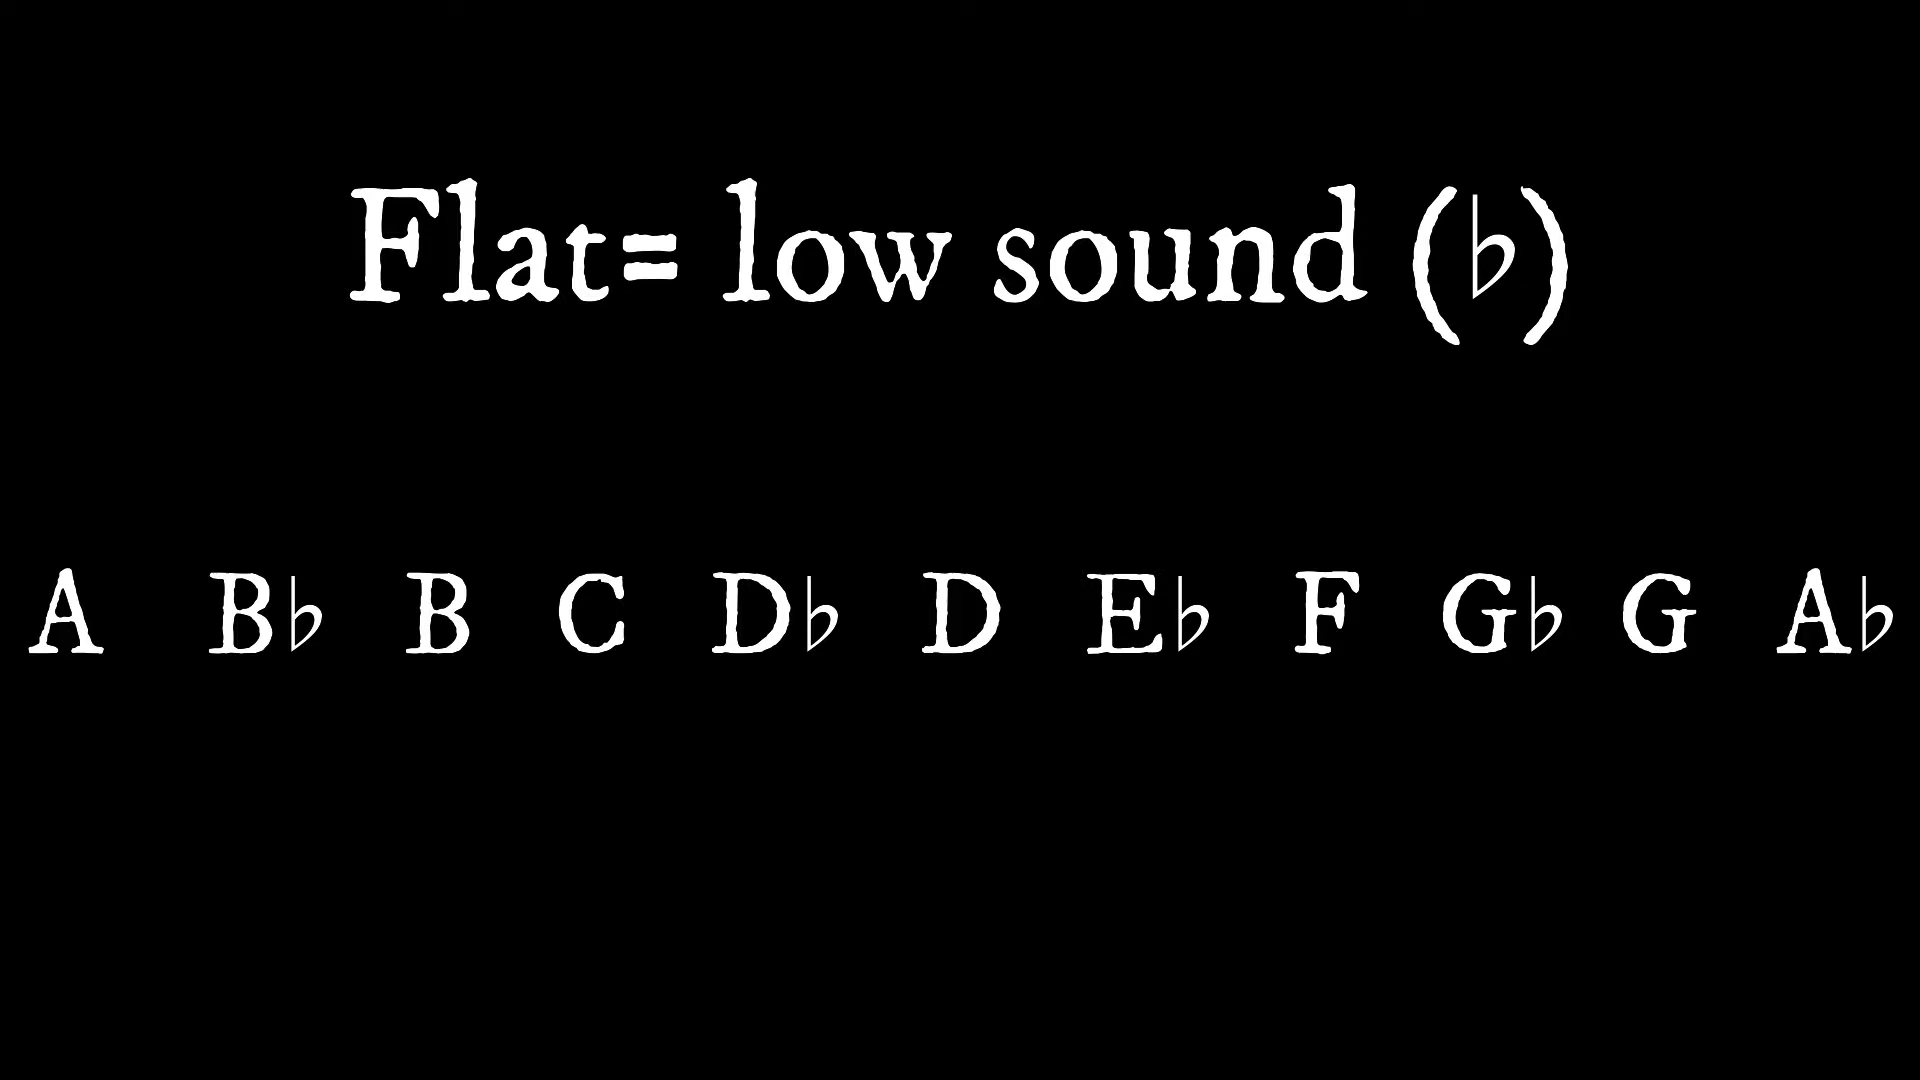 Flat= low sound (♭)
A B♭ B C D♭ D E♭ F G♭ G A♭